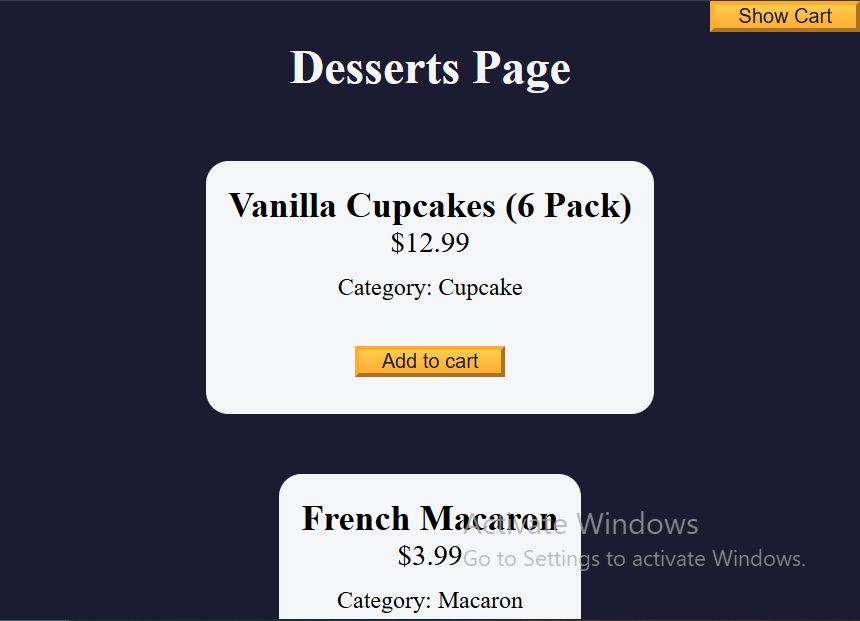 Show Cart
Desserts Page
Vanilla Cupcakes (6 Pack)
$12.99
Category: Cupcake
Add to cart
French Macaron
$3.99
Category: Macaron
Activate Windows
Go to Settings to activate Windows.